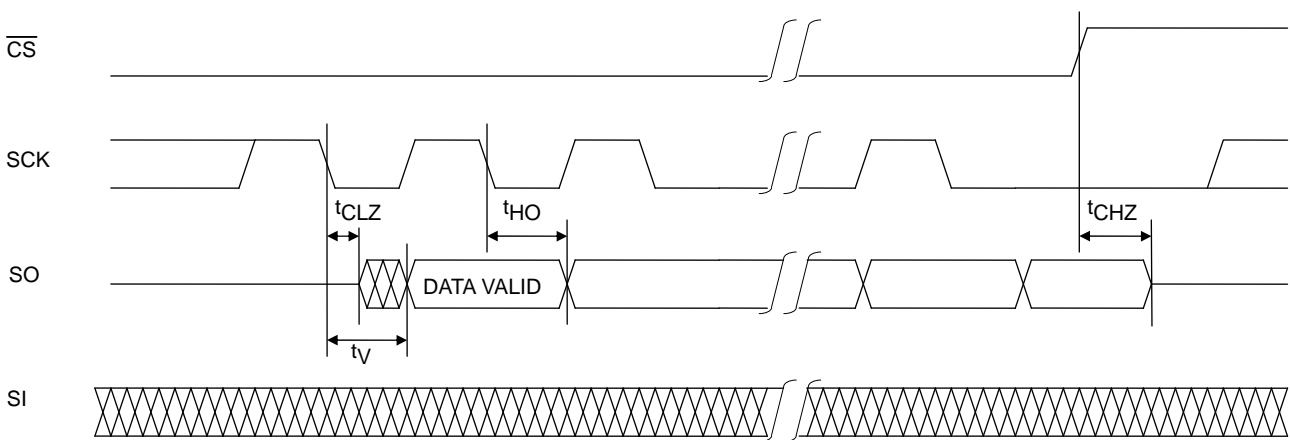 CS
SCK
tCLZ
tHO
tCHZ
SO
DATA VALID
tV
SI